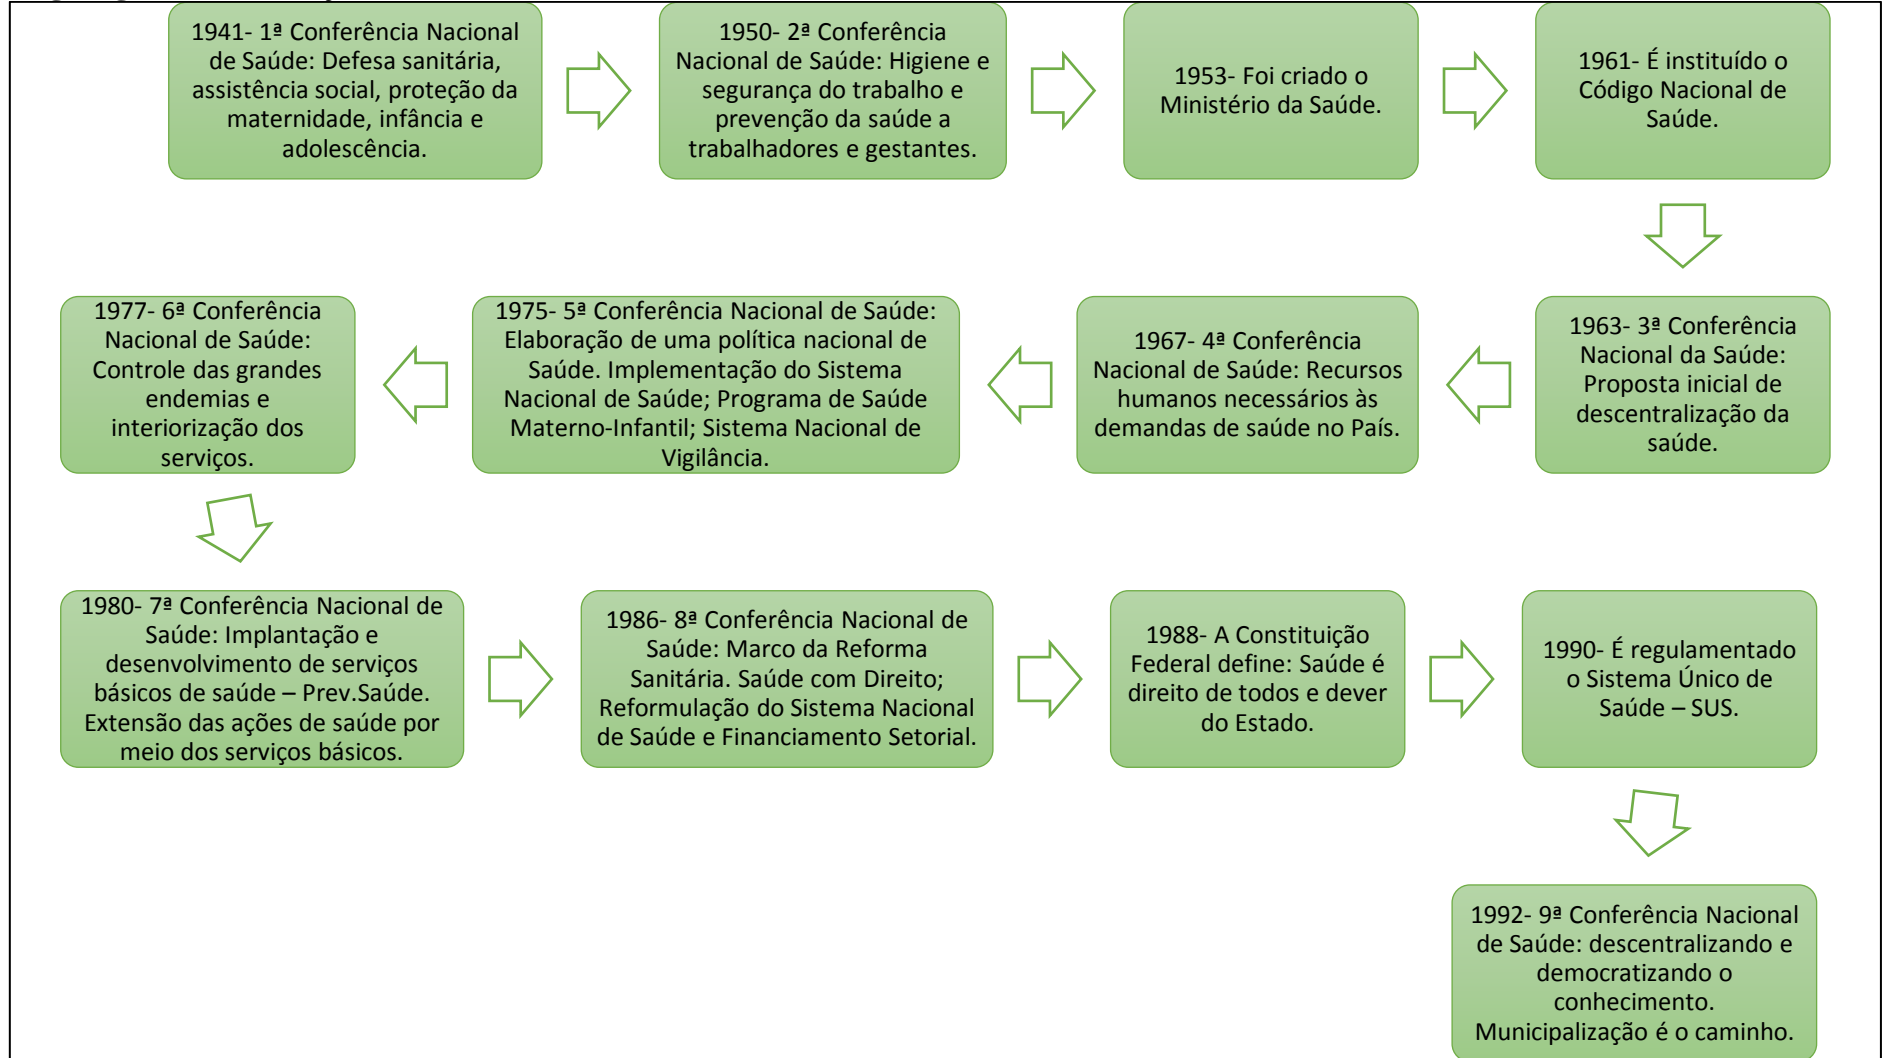 1941- 1ª Conferência Nacional
de Saúde: Defesa sanitária,
assistência social, proteção da
maternidade, infância e
adolescência.
1950- 2ª Conferência
Nacional de Saúde: Higiene e
segurança do trabalho e
prevenção da saúde a
trabalhadores e gestantes.
1953- Foi criado o
Ministério da Saúde.
1961- É instituído o
Código Nacional de
Saúde.
1963- 3ª Conferência
Nacional da Saúde:
Proposta inicial de
descentralização da
saúde.
1967- 4ª Conferência
Nacional de Saúde: Recursos
humanos necessários às
demandas de saúde no País.
1975- 5ª Conferência Nacional de Saúde:
Elaboração de uma política nacional de
Saúde. Implementação do Sistema
Nacional de Saúde; Programa de Saúde
Materno-Infantil; Sistema Nacional de
Vigilância.
1977- 6ª Conferência
Nacional de Saúde:
Controle das grandes
endemias e
interiorização dos
serviços.
1980- 7ª Conferência Nacional de
Saúde: Implantação e
desenvolvimento de serviços
básicos de saúde – Prev.Saúde.
Extensão das ações de saúde por
meio dos serviços básicos.
1986- 8ª Conferência Nacional de
Saúde: Marco da Reforma
Sanitária. Saúde com Direito;
Reformulação do Sistema Nacional
de Saúde e Financiamento Setorial.
1988- A Constituição
Federal define: Saúde é
direito de todos e dever
do Estado.
1990- É regulamentado
o Sistema Único de
Saúde – SUS.
1992- 9ª Conferência Nacional
de Saúde: descentralizando e
democratizando o
conhecimento.
Municipalização é o caminho.